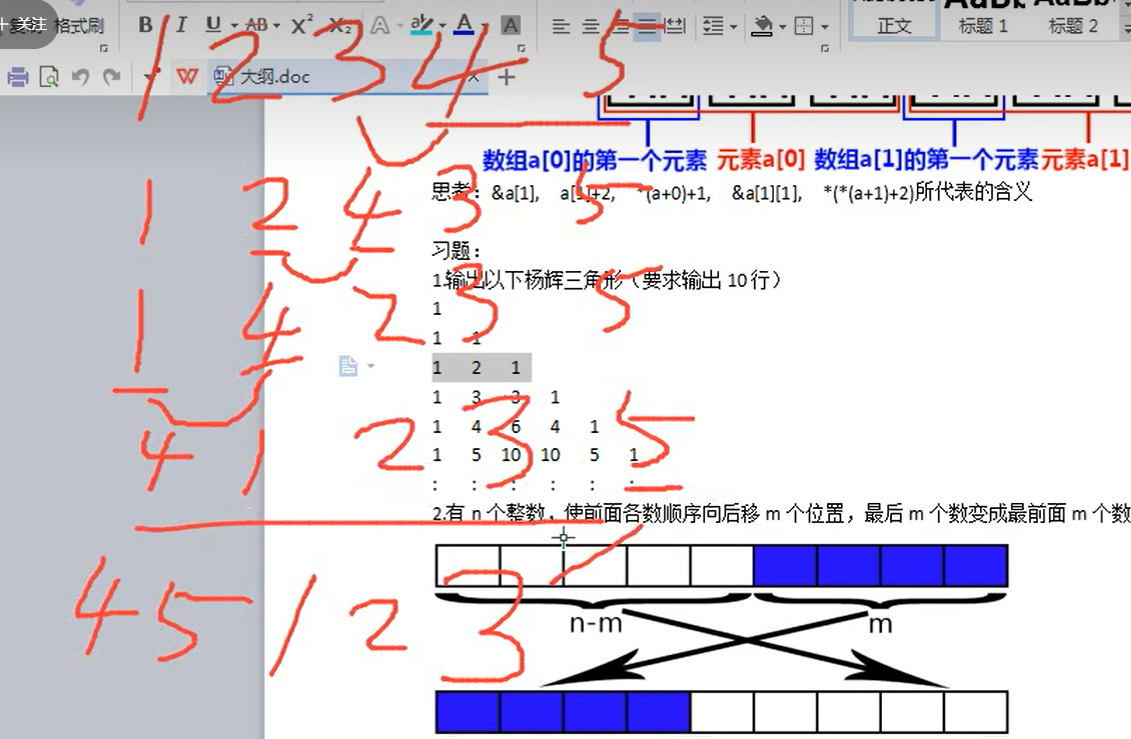 + 关注
格式刷 B I U AB X² X₂ A A A
正文 标题 1 标题 2
大纲.doc × +
1 2 3 4 5
数组a[0]的第一个元素 元素a[0] 数组a[1]的第一个元素 元素a[1]
思考：&a[1], a[1]+2, *(a+0)+1, &a[1][1], *(*(a+1)+2)所代表的含义
1 2 4 3 5
习题：
1.输出以下杨辉三角形（要求输出 10 行）
1
1 4 2 3 5
1 1
1 2 1
1 3 3 1
1 4 6 4 1
4 1 2 3 5
1 5 10 10 5 1
: : : : : :
2.有 n 个整数，使前面各数顺序向后移 m 个位置，最后 m 个数变成最前面 m 个数
4 5 1 2 3
n-m m